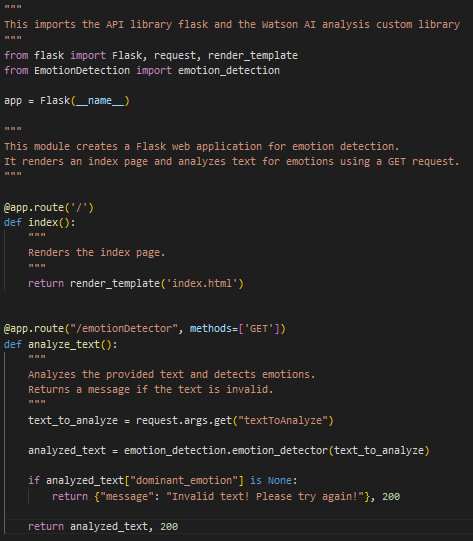 """
This imports the API library flask and the Watson AI analysis custom library
"""
from flask import Flask, request, render_template
from EmotionDetection import emotion_detection

app = Flask(__name__)

"""
This module creates a Flask web application for emotion detection.
It renders an index page and analyzes text for emotions using a GET request.
"""

@app.route('/')
def index():
    """
    Renders the index page.
    """
    return render_template('index.html')


@app.route("/emotionDetector", methods=['GET'])
def analyze_text():
    """
    Analyzes the provided text and detects emotions.
    Returns a message if the text is invalid.
    """
    text_to_analyze = request.args.get("textToAnalyze")

    analyzed_text = emotion_detection.emotion_detector(text_to_analyze)

    if analyzed_text["dominant_emotion"] is None:
        return {"message": "Invalid text! Please try again!"}, 200

    return analyzed_text, 200